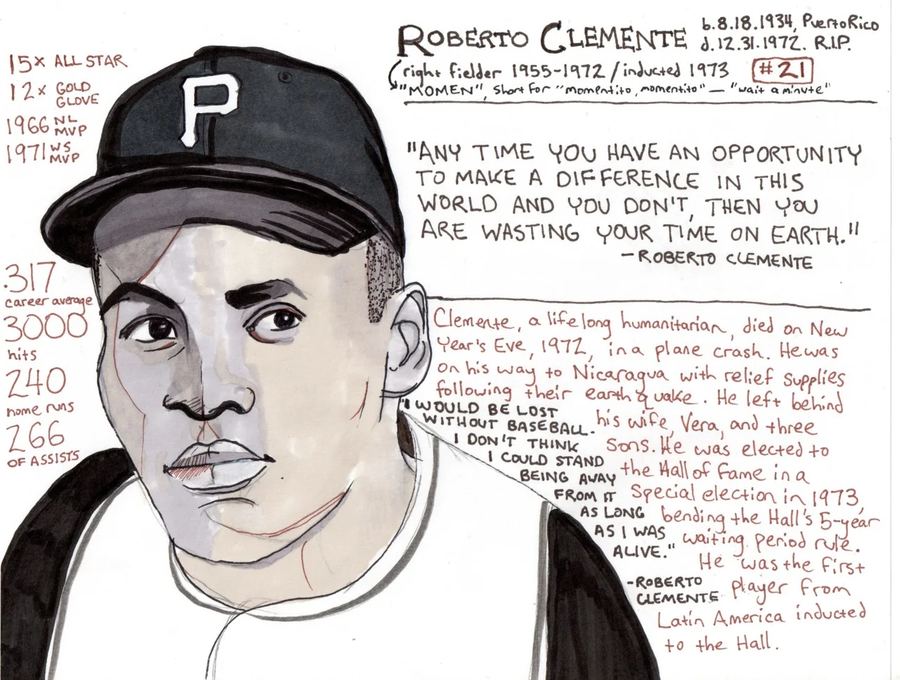 15x ALL STAR
12x GOLD
GLOVE
1966 NL
MVP
1971 WS
MVP
P
.317
career average
3000
hits
240
home runs
266
OF ASSISTS
ROBERTO CLEMENTE
b. 8.18.1934, Puerto Rico
d. 12.31.1972. R.I.P.
right fielder 1955-1972 / inducted 1973 #21
"MOMEN", short for "momentito, momentito" — "wait a minute"
"ANY TIME YOU HAVE AN OPPORTUNITY
TO MAKE A DIFFERENCE IN THIS
WORLD AND YOU DON'T, THEN YOU
ARE WASTING YOUR TIME ON EARTH."
-ROBERTO CLEMENTE
Clemente, a lifelong humanitarian, died on New
Year's Eve, 1972, in a plane crash. He was
on his way to Nicaragua with relief supplies
following their earthquake. He left behind
his wife, Vera, and three
sons. He was elected to
the Hall of Fame in a
special election in 1973,
bending the Hall's 5-year
waiting period rule.
He was the first
player from
Latin America inducted
to the Hall.
"I WOULD BE LOST
WITHOUT BASEBALL.
I DON'T THINK
I COULD STAND
BEING AWAY
FROM IT
AS LONG
AS I WAS
ALIVE."
-ROBERTO
CLEMENTE